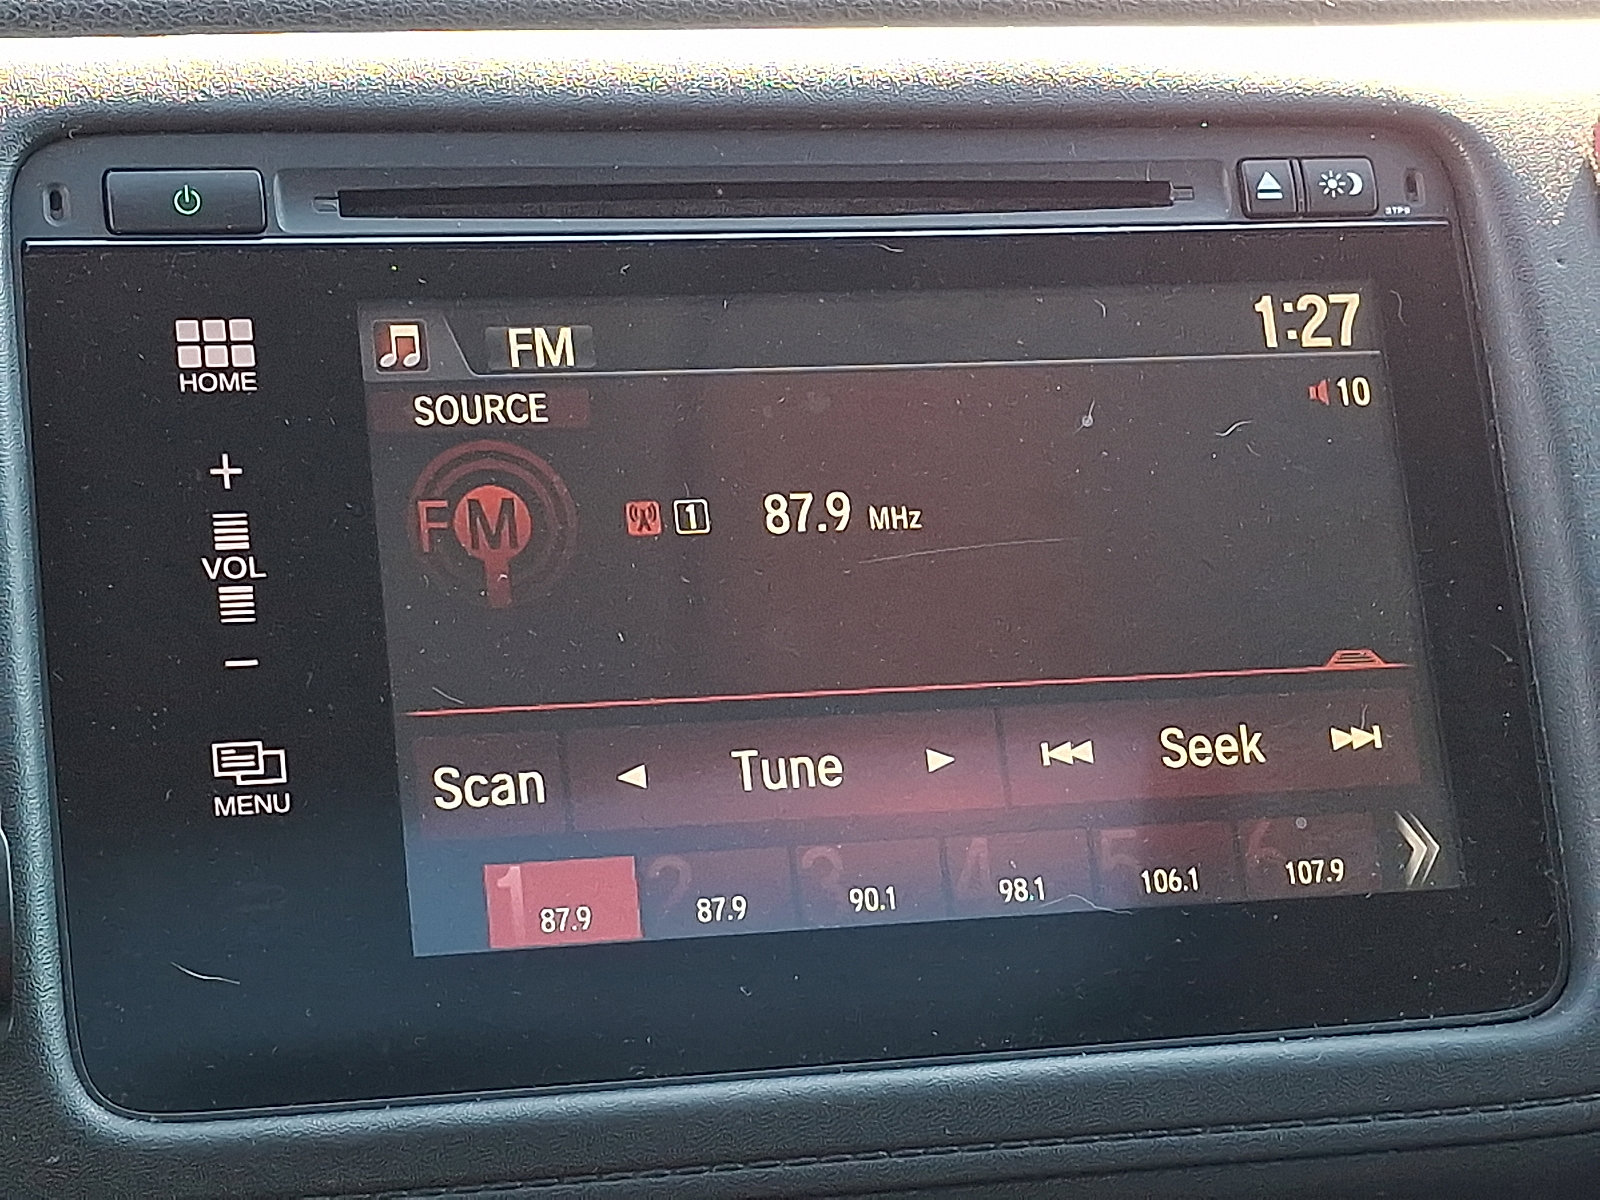 FM
1:27
HOME
SOURCE
10
FM
1
87.9 MHz
VOL
Scan
Tune
Seek
MENU
1 87.9
2 87.9
3 90.1
4 98.1
5 106.1
6 107.9